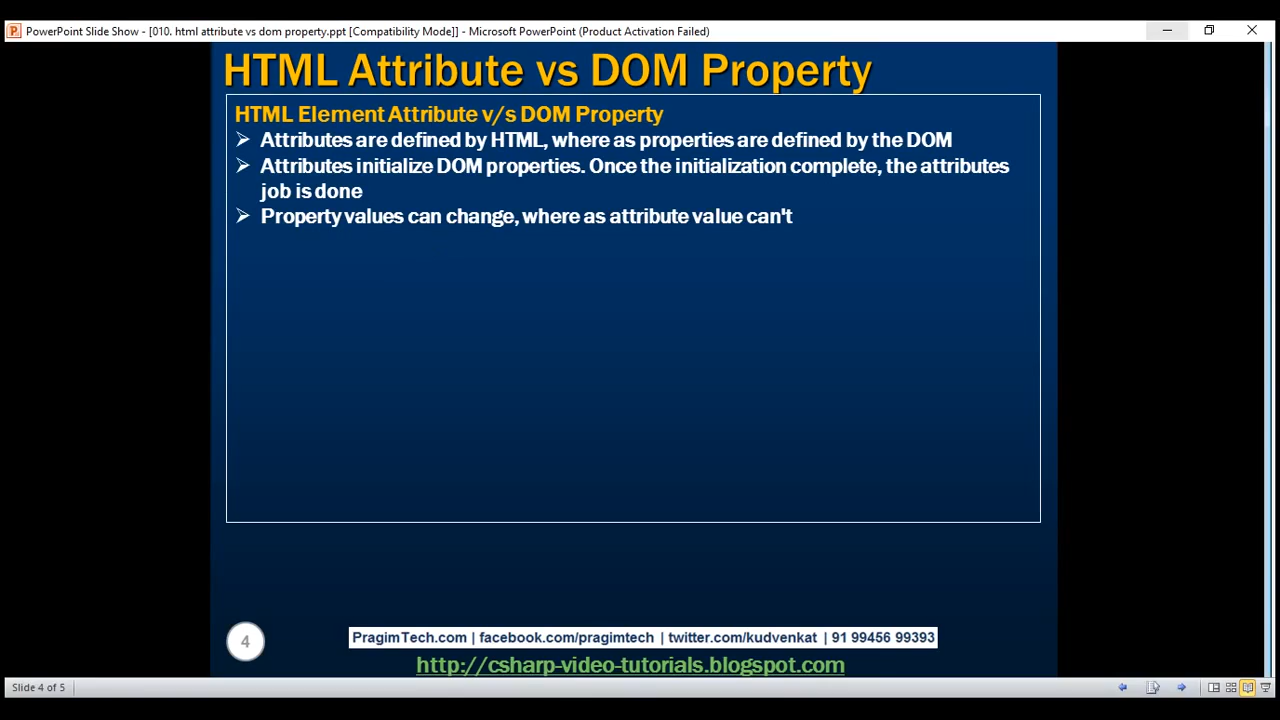 PowerPoint Slide Show - [010. html attribute vs dom property.ppt [Compatibility Mode]] - Microsoft PowerPoint (Product Activation Failed)
HTML Attribute vs DOM Property
HTML Element Attribute v/s DOM Property
Attributes are defined by HTML, where as properties are defined by the DOM
Attributes initialize DOM properties. Once the initialization complete, the attributes
job is done
Property values can change, where as attribute value can't
4
PragimTech.com | facebook.com/pragimtech | twitter.com/kudvenkat | 91 99456 99393
http://csharp-video-tutorials.blogspot.com
Slide 4 of 5